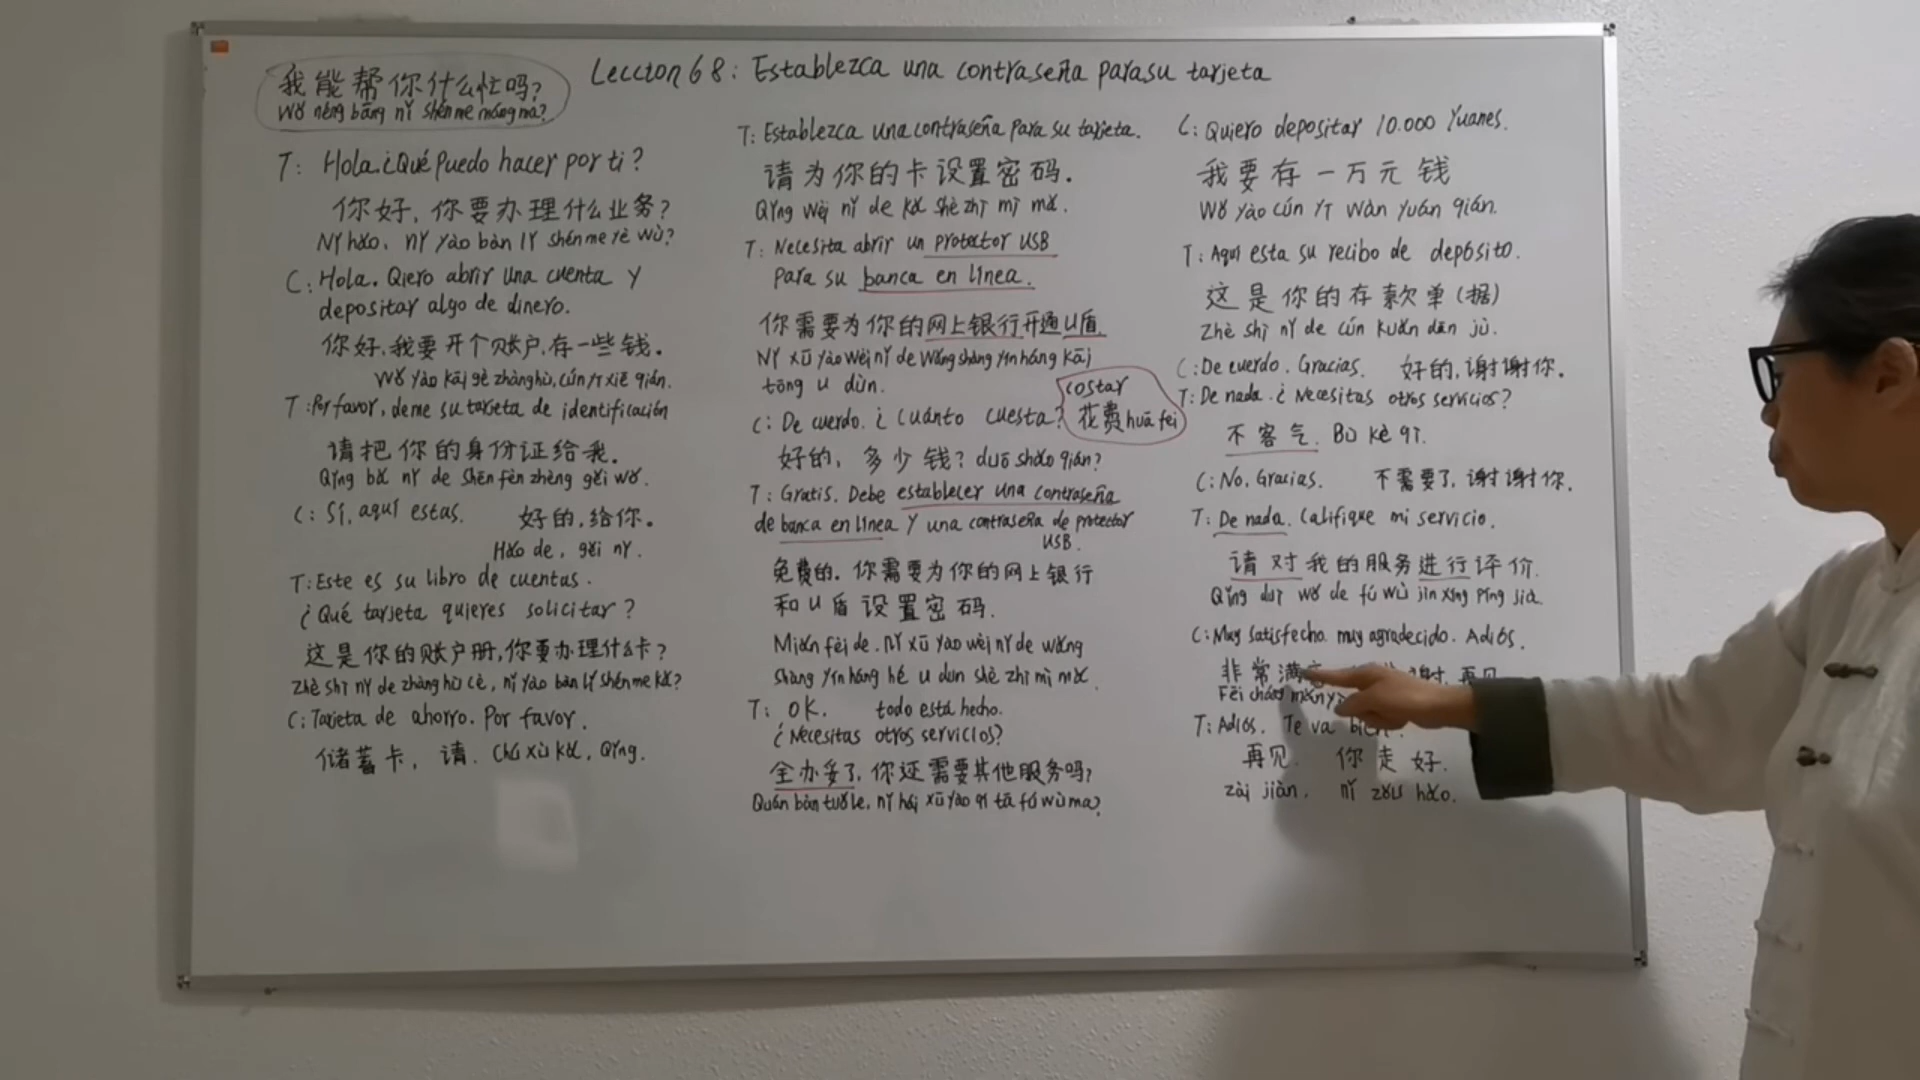 我能帮你什么忙吗?
Wǒ néng bāng nǐ shénme máng ma?
Leccion 68: Establezca una contraseña para su tarjeta
T: Hola. ¿Qué puedo hacer por ti?
你好, 你要办理什么业务?
Nǐ hǎo, nǐ yào bàn lǐ shénme yè wù?
C: Hola. Qiero abrir una cuenta y
depositar algo de dinero.
你好, 我要开个账户, 存一些钱。
Wǒ yào kāi gè zhànghù, cún yī xiē qián.
T: Por favor, deme su tarjeta de identificación
请把你的身份证给我。
Qǐng bǎ nǐ de shēn fèn zhèng gěi wǒ.
C: Sí, aquí estas. 好的, 给你。
Hǎo de, gěi nǐ.
T: Este es su libro de cuentas.
¿Qué tarjeta quieres solicitar?
这是你的账户册, 你要办理什么卡?
Zhè shì nǐ de zhàng hù cè, nǐ yào bàn lǐ shénme kǎ?
C: Tarjeta de ahorro. Por favor.
储蓄卡, 请. Chǔ xù kǎ, Qǐng.
T: Establezca una contraseña para su tarjeta.
请为你的卡设置密码.
Qǐng wèi nǐ de kǎ shè zhì mì mǎ.
T: Necesita abrir un protector USB
para su banca en línea.
你需要为你的网上银行开通U盾.
Nǐ xū yào wèi nǐ de wǎng shàng yín háng kāi
tōng u dùn.
C: De cuerdo. ¿cuánto cuesta?
costar
花费 huā fei
好的, 多少钱? duō shǎo qián?
T: Gratis. Debe establecer una contraseña
de banca en línea y una contraseña de protector
USB.
免费的. 你需要为你的网上银行
和U盾设置密码.
Miǎn fèi de. Nǐ xū yào wèi nǐ de wǎng
shàng yín háng hé u dùn shè zhì mì mǎ.
T: OK. todo está hecho.
¿Necesitas otros servicios?
全办妥了, 你还需要其他服务吗?
Quán bàn tuǒ le, nǐ hái xū yào qí tā fú wù ma?
C: Quiero depositar 10.000 Yuanes.
我要存一万元钱
Wǒ yào cún yī wàn yuán qián.
T: Aquí esta su recibo de depósito.
这是你的存款单(据)
Zhè shì nǐ de cún kuǎn dān jù.
C: De cuerdo. Gracias. 好的, 谢谢你.
T: De nada. ¿Necesitas otros servicios?
不客气. Bù kè qì.
C: No, Gracias. 不需要了, 谢谢你.
T: De nada. Califique mi servicio.
请对我的服务进行评价.
Qǐng duì wǒ de fú wù jìn xíng píng jià.
C: Muy satisfecho. muy agradecido. Adiós.
非常满意 谢, 再见
Fēi cháng mǎn yì
T: Adiós. Te va bien.
再见. 你走好.
zài jiàn. nǐ zǒu hǎo.